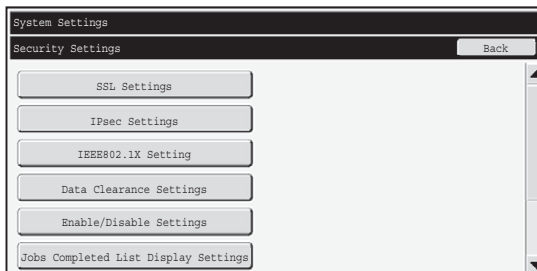 System Settings
Security Settings
Back
SSL Settings
IPsec Settings
IEEE802.1X Setting
Data Clearance Settings
Enable/Disable Settings
Jobs Completed List Display Settings